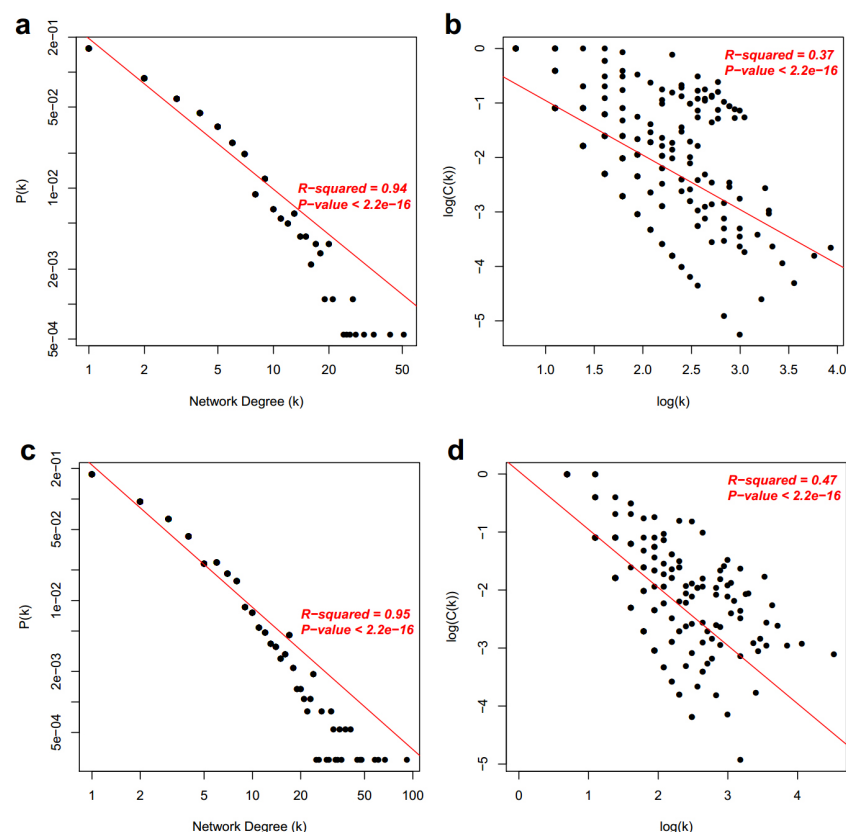 a
2e−01
5e−02
1e−02
2e−03
5e−04
P(k)
R−squared = 0.94
P−value < 2.2e−16
1 2 5 10 20 50
Network Degree (k)
b
0
−1
−2
−3
−4
−5
log(C(k))
R−squared = 0.37
P−value < 2.2e−16
1.0 1.5 2.0 2.5 3.0 3.5 4.0
log(k)
c
2e−01
5e−02
1e−02
2e−03
5e−04
P(k)
R−squared = 0.95
P−value < 2.2e−16
1 2 5 10 20 50 100
Network Degree (k)
d
0
−1
−2
−3
−4
−5
log(C(k))
R−squared = 0.47
P−value < 2.2e−16
0 1 2 3 4
log(k)